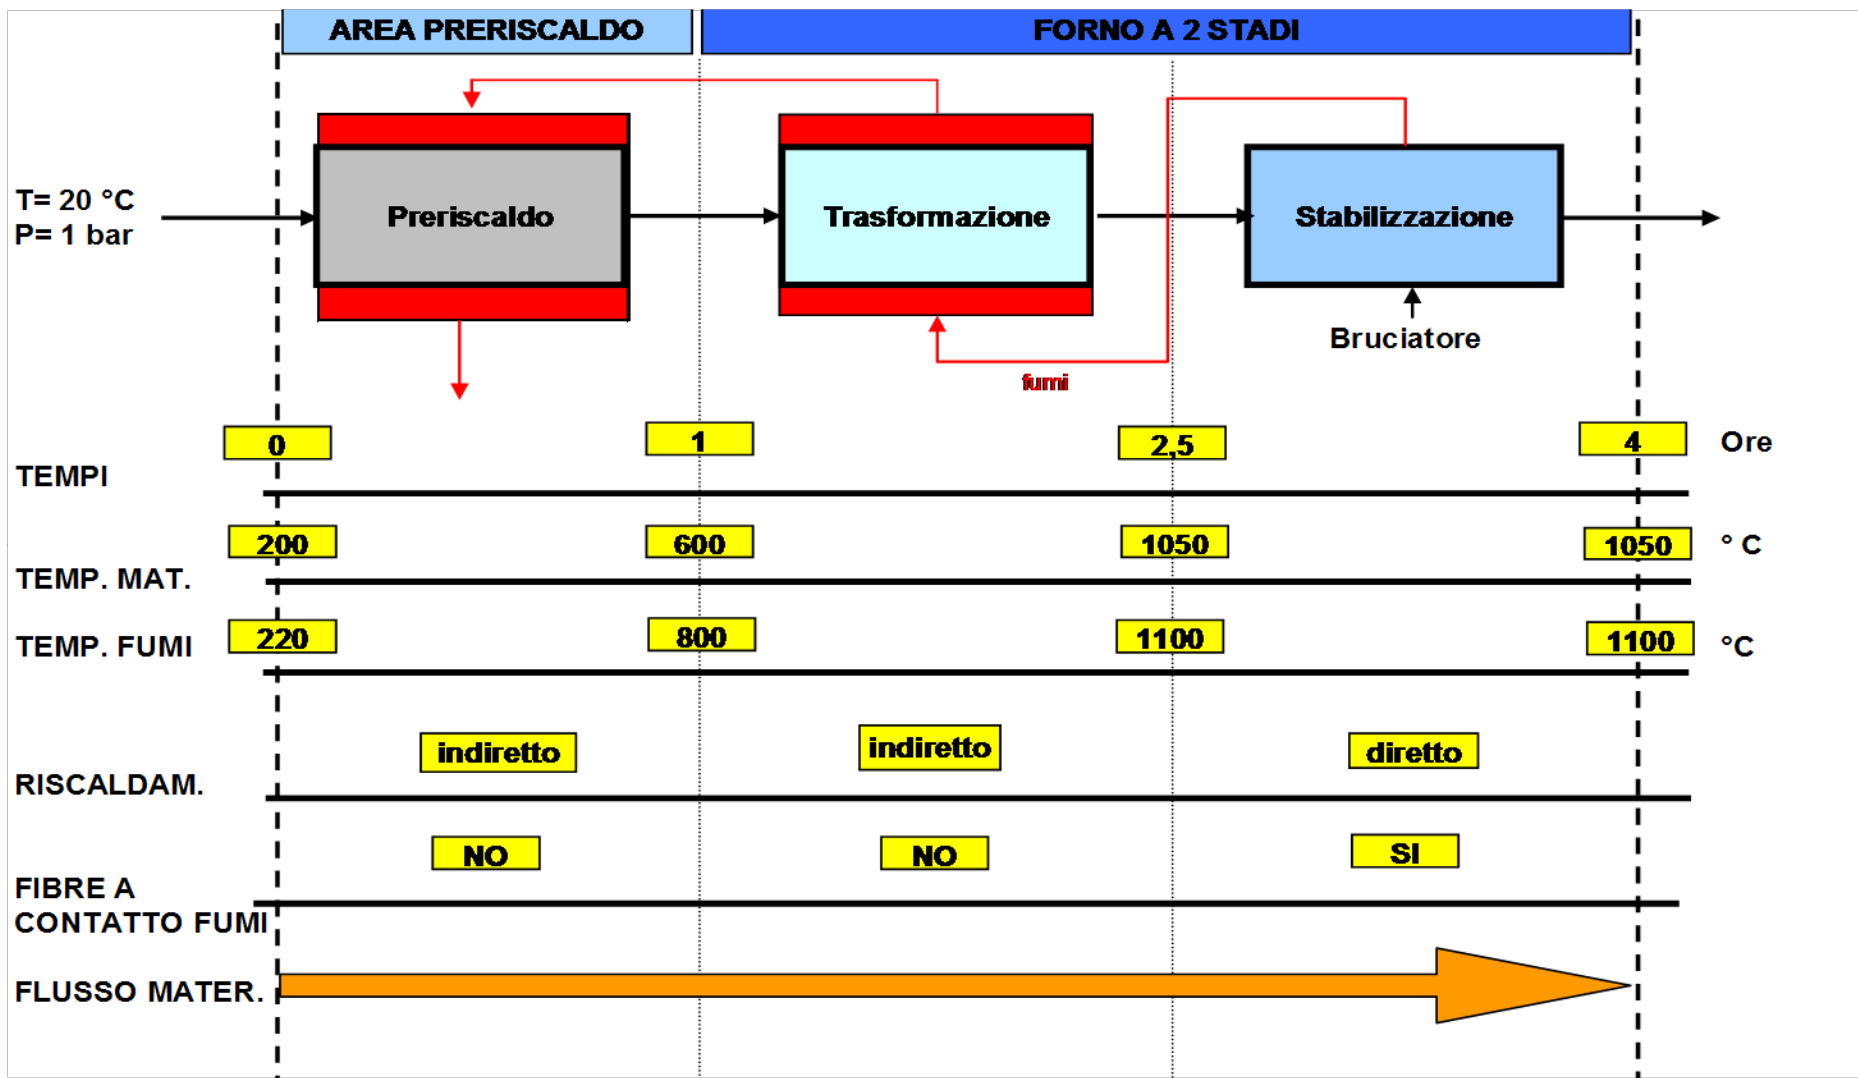 AREA PRERISCALDO
FORNO A 2 STADI
T= 20 °C
P= 1 bar
Preriscaldo
Trasformazione
Stabilizzazione
Bruciatore
fumi
0
1
2,5
4
Ore
TEMPI
200
600
1050
1050
° C
TEMP. MAT.
220
800
1100
1100
°C
TEMP. FUMI
indiretto
indiretto
diretto
RISCALDAM.
NO
NO
SI
FIBRE A
CONTATTO FUMI
FLUSSO MATER.